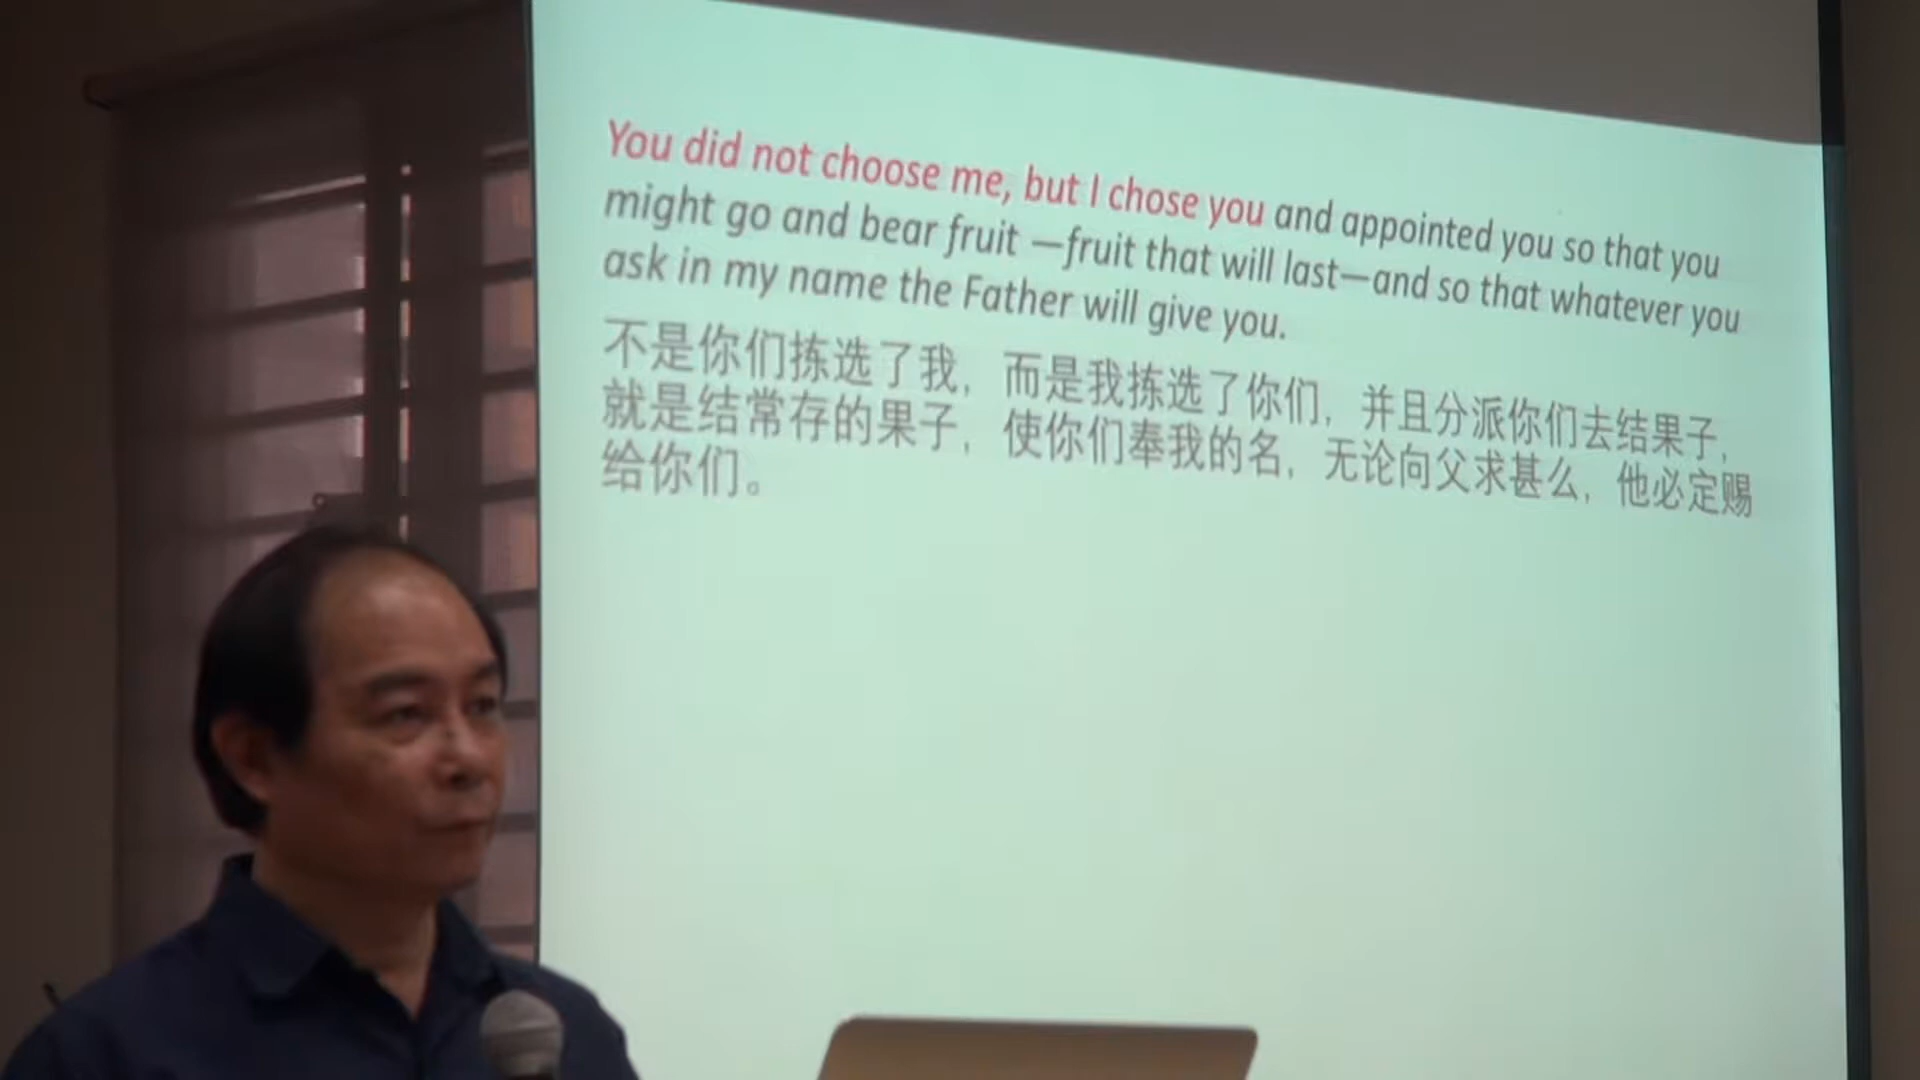 You did not choose me, but I chose you and appointed you so that you
might go and bear fruit —fruit that will last—and so that whatever you
ask in my name the Father will give you.
不是你们拣选了我，而是我拣选了你们，并且分派你们去结果子，
就是结常存的果子，使你们奉我的名，无论向父求甚么，他必定赐
给你们。